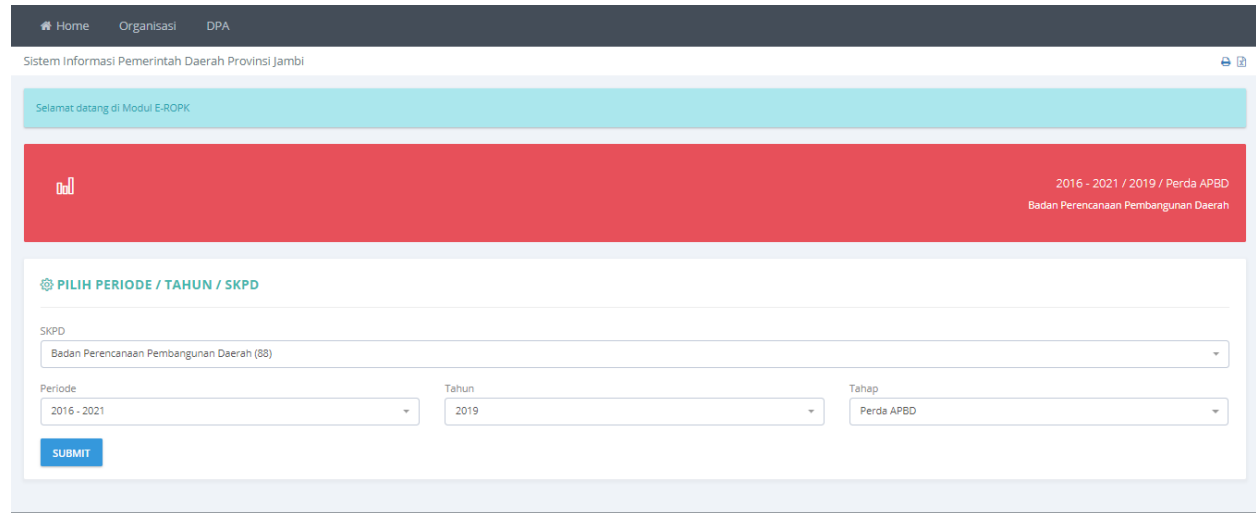 Home Organisasi DPA
Sistem Informasi Pemerintah Daerah Provinsi Jambi
Selamat datang di Modul E-ROPK
2016 - 2021 / 2019 / Perda APBD
Badan Perencanaan Pembangunan Daerah
PILIH PERIODE / TAHUN / SKPD
SKPD
Badan Perencanaan Pembangunan Daerah (88)
Periode Tahun Tahap
2016 - 2021 2019 Perda APBD
SUBMIT